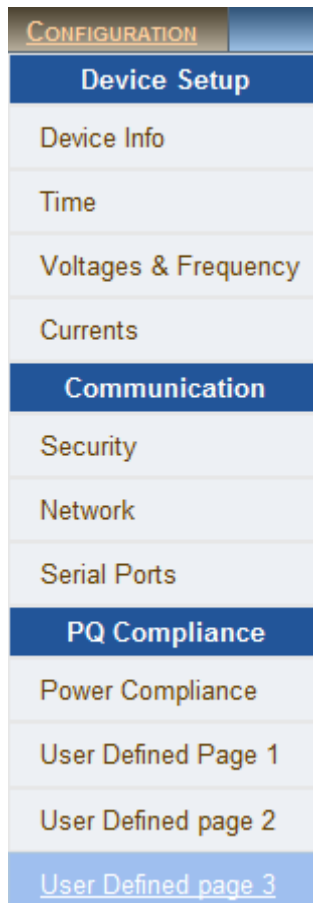 CONFIGURATION
Device Setup
Device Info
Time
Voltages & Frequency
Currents
Communication
Security
Network
Serial Ports
PQ Compliance
Power Compliance
User Defined Page 1
User Defined page 2
User Defined page 3